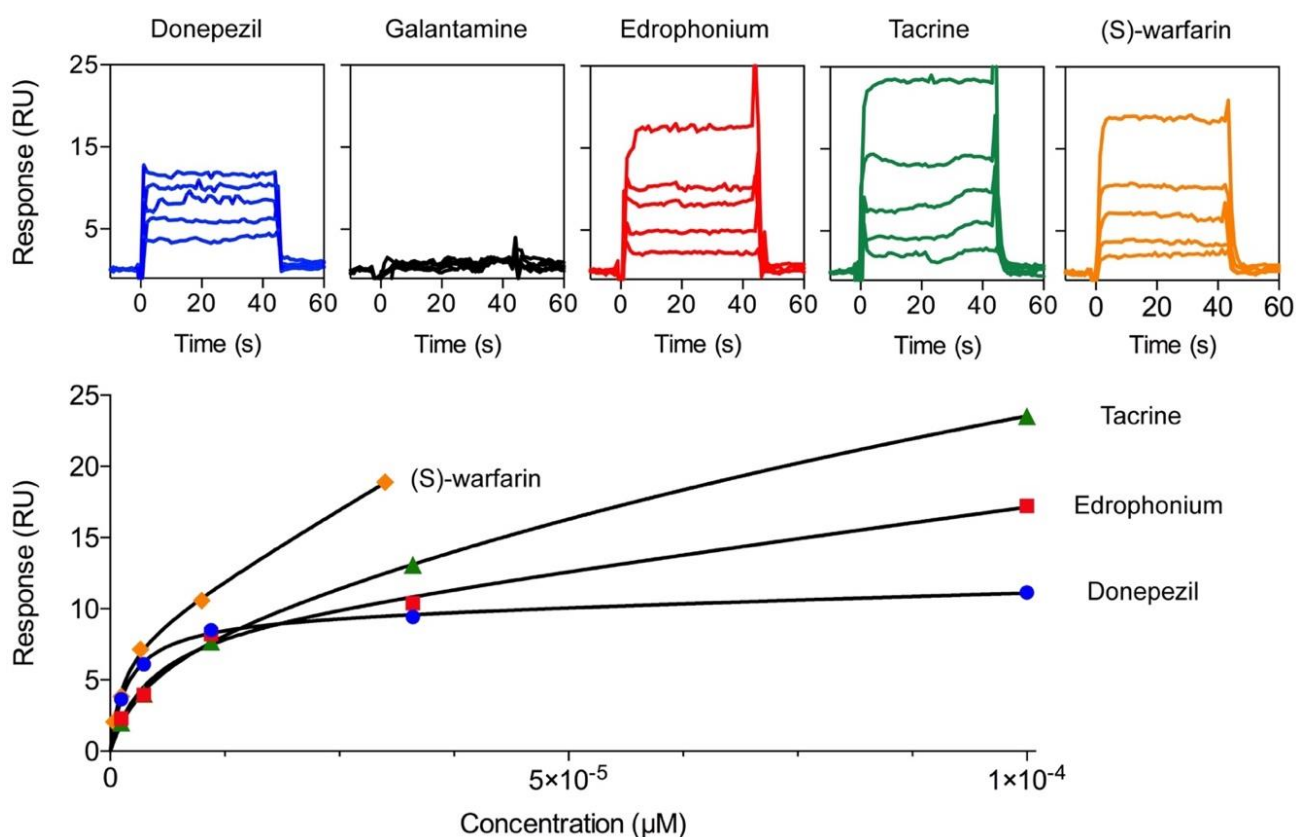 Donepezil Galantamine Edrophonium Tacrine (S)-warfarin
Response (RU)
25
15
5
0 20 40 60 0 20 40 60 0 20 40 60 0 20 40 60 0 20 40 60
Time (s) Time (s) Time (s) Time (s) Time (s)
Response (RU)
25
20
15
10
5
0
Tacrine
(S)-warfarin
Edrophonium
Donepezil
0 5×10⁻⁵ 1×10⁻⁴
Concentration (µM)